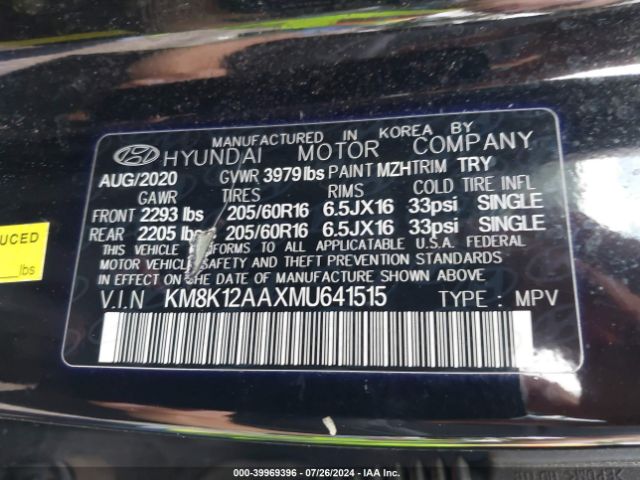 MANUFACTURED IN KOREA BY
HYUNDAI MOTOR COMPANY
AUG/2020 GVWR 3979lbs PAINT MZH TRIM TRY
GAWR TIRES RIMS COLD TIRE INFL
FRONT 2293 lbs 205/60R16 6.5JX16 33psi SINGLE
REAR 2205 lbs 205/60R16 6.5JX16 33psi SINGLE
THIS VEHICLE CONFORMS TO ALL APPLICABLE U.S.A. FEDERAL
MOTOR VEHICLE SAFETY AND THEFT PREVENTION STANDARDS
IN EFFECT ON THE DATE OF MANUFACTURE SHOWN ABOVE.
V.I.N KM8K12AAXMU641515 TYPE : MPV
UCED
lbs
000-39969396 - 07/26/2024 - IAA Inc.